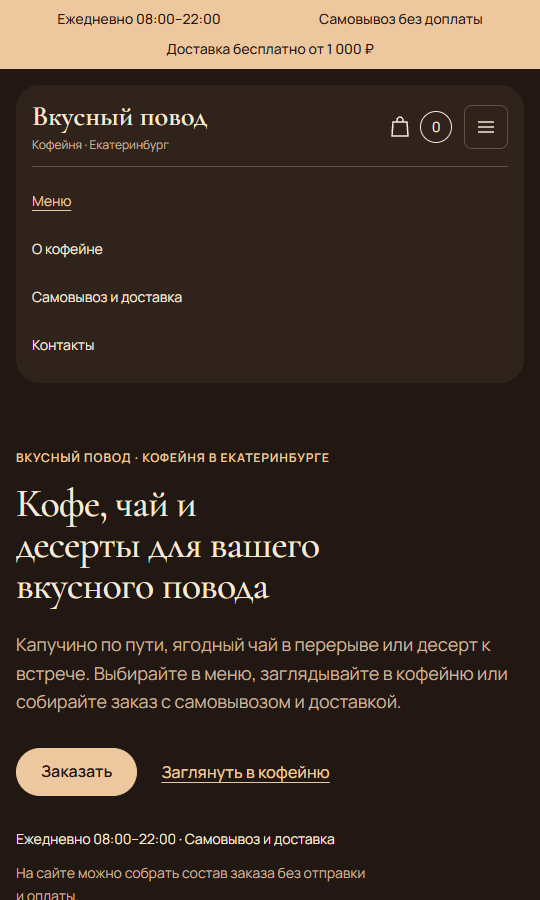 Ежедневно 08:00–22:00
Самовывоз без доплаты
Доставка бесплатно от 1 000 ₽
Вкусный повод
Кофейня · Екатеринбург
0
Меню
О кофейне
Самовывоз и доставка
Контакты
ВКУСНЫЙ ПОВОД · КОФЕЙНЯ В ЕКАТЕРИНБУРГЕ
Кофе, чай и
десерты для вашего
вкусного повода
Капучино по пути, ягодный чай в перерыве или десерт к
встрече. Выбирайте в меню, заглядывайте в кофейню или
собирайте заказ с самовывозом и доставкой.
Заказать
Заглянуть в кофейню
Ежедневно 08:00–22:00 · Самовывоз и доставка
На сайте можно собрать состав заказа без отправки
и оплаты